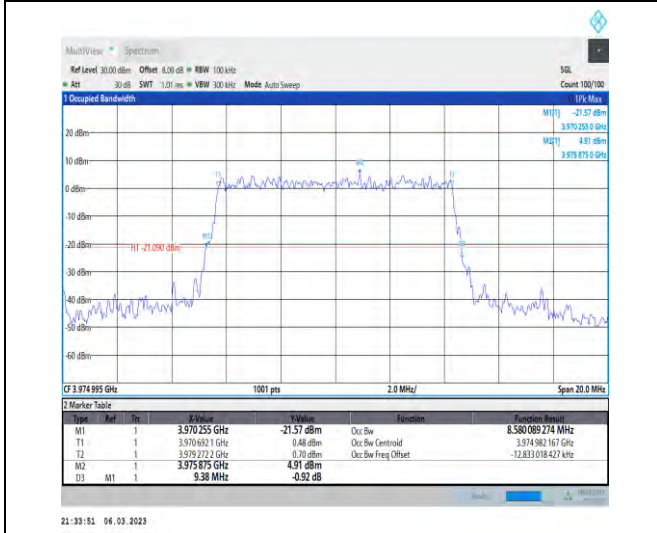 MultiView Spectrum
Ref Level 30.00 dBm Offset 8.00 dB RBW 100 kHz SGL
Att 30 dB SWT 1.01 ms VBW 300 kHz Mode Auto Sweep Count 100/100
1 Occupied Bandwidth 1Pk Max
M1[1] -21.57 dBm
3.970 255 0 GHz
M2[1] 4.91 dBm
3.975 875 0 GHz
20 dBm
10 dBm
M2
T1 T2
0 dBm
-10 dBm
M1
-20 dBm H1 -21.090 dBm
-30 dBm
-40 dBm
-50 dBm
-60 dBm
CF 3.974 995 GHz 1001 pts 2.0 MHz/ Span 20.0 MHz
2 Marker Table
Type Ref Trc X-Value Y-Value Function Function Result
M1 1 3.970 255 GHz -21.57 dBm Occ Bw 8.580 089 274 MHz
T1 1 3.970 692 1 GHz 0.48 dBm Occ Bw Centroid 3.974 982 167 GHz
T2 1 3.979 272 2 GHz 0.70 dBm Occ Bw Freq Offset -12.833 018 427 kHz
M2 1 3.975 875 GHz 4.91 dBm
D3 M1 1 9.38 MHz -0.92 dB
21:33:51 06.03.2023